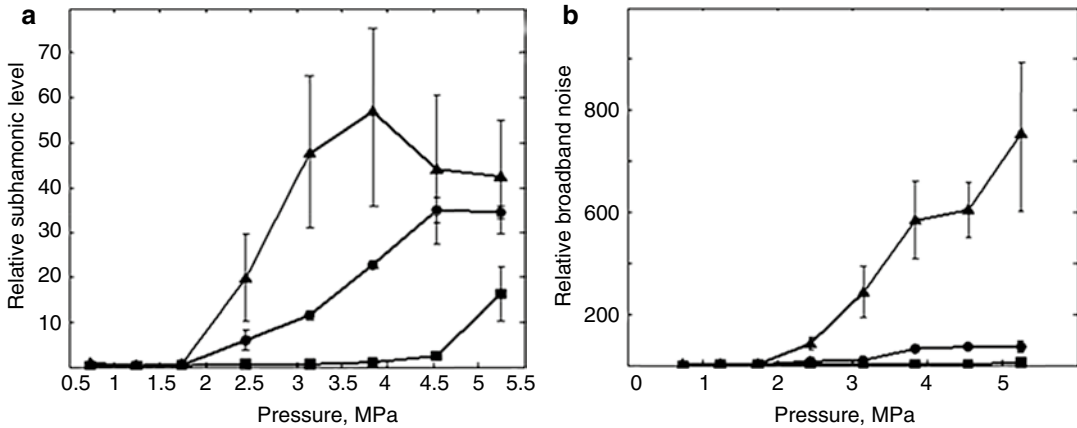 a
Relative subhamonic level
70
60
50
40
30
20
10
0.5 1 1.5 2 2.5 3 3.5 4 4.5 5 5.5
Pressure, MPa
b
Relative broadband noise
800
600
400
200
0 1 2 3 4 5
Pressure, MPa